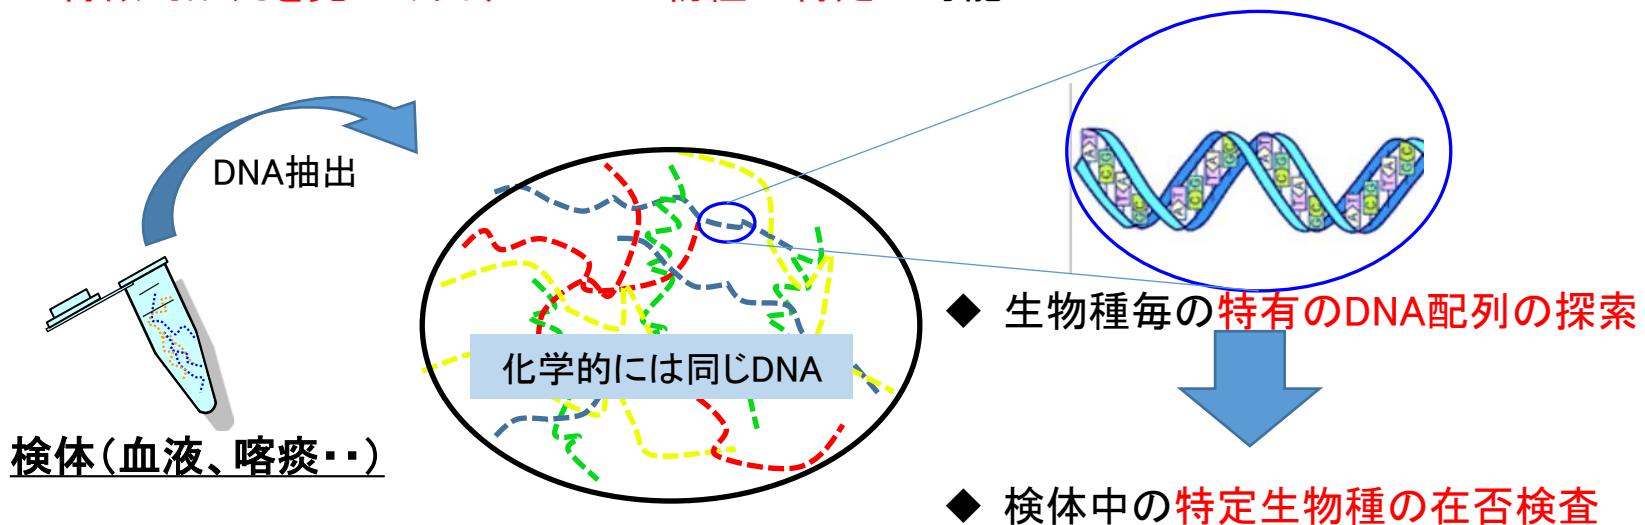 DNA抽出
化学的には同じDNA
検体(血液、喀痰・・)
◆ 生物種毎の特有のDNA配列の探索
◆ 検体中の特定生物種の在否検査